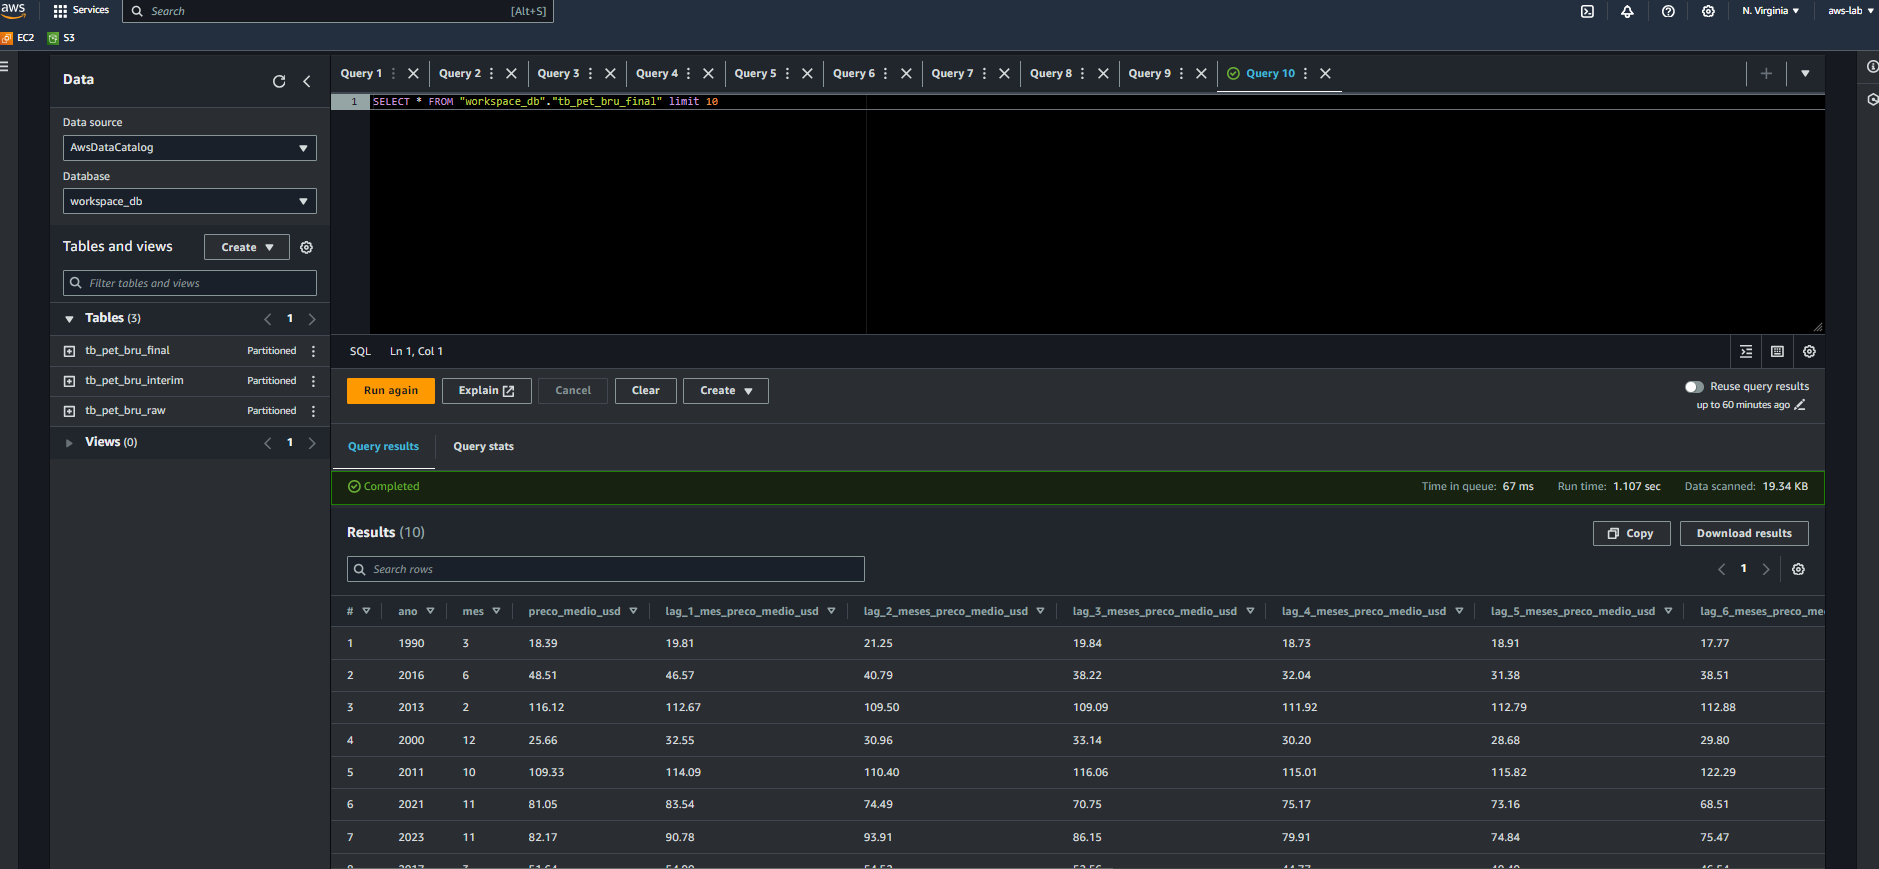 aws
Services
Search
[Alt+S]
N. Virginia
aws-lab
EC2
S3
Data
Data source
AwsDataCatalog
Database
workspace_db
Tables and views
Create
Filter tables and views
Tables (3)
1
tb_pet_bru_final
Partitioned
tb_pet_bru_interim
Partitioned
tb_pet_bru_raw
Partitioned
Views (0)
1
Query 1
Query 2
Query 3
Query 4
Query 5
Query 6
Query 7
Query 8
Query 9
Query 10
1 SELECT * FROM "workspace_db"."tb_pet_bru_final" limit 10
SQL Ln 1, Col 1
Run again
Explain
Cancel
Clear
Create
Reuse query results
up to 60 minutes ago
Query results
Query stats
Completed
Time in queue: 67 ms Run time: 1.107 sec Data scanned: 19.34 KB
Results (10)
Copy
Download results
Search rows
1
# ano mes preco_medio_usd lag_1_mes_preco_medio_usd lag_2_meses_preco_medio_usd lag_3_meses_preco_medio_usd lag_4_meses_preco_medio_usd lag_5_meses_preco_medio_usd lag_6_meses_preco_me
1 1990 3 18.39 19.81 21.25 19.84 18.73 18.91 17.77
2 2016 6 48.51 46.57 40.79 38.22 32.04 31.38 38.51
3 2013 2 116.12 112.67 109.50 109.09 111.92 112.79 112.88
4 2000 12 25.66 32.55 30.96 33.14 30.20 28.68 29.80
5 2011 10 109.33 114.09 110.40 116.06 115.01 115.82 122.29
6 2021 11 81.05 83.54 74.49 70.75 75.17 73.16 68.51
7 2023 11 82.17 90.78 93.91 86.15 79.91 74.84 75.47